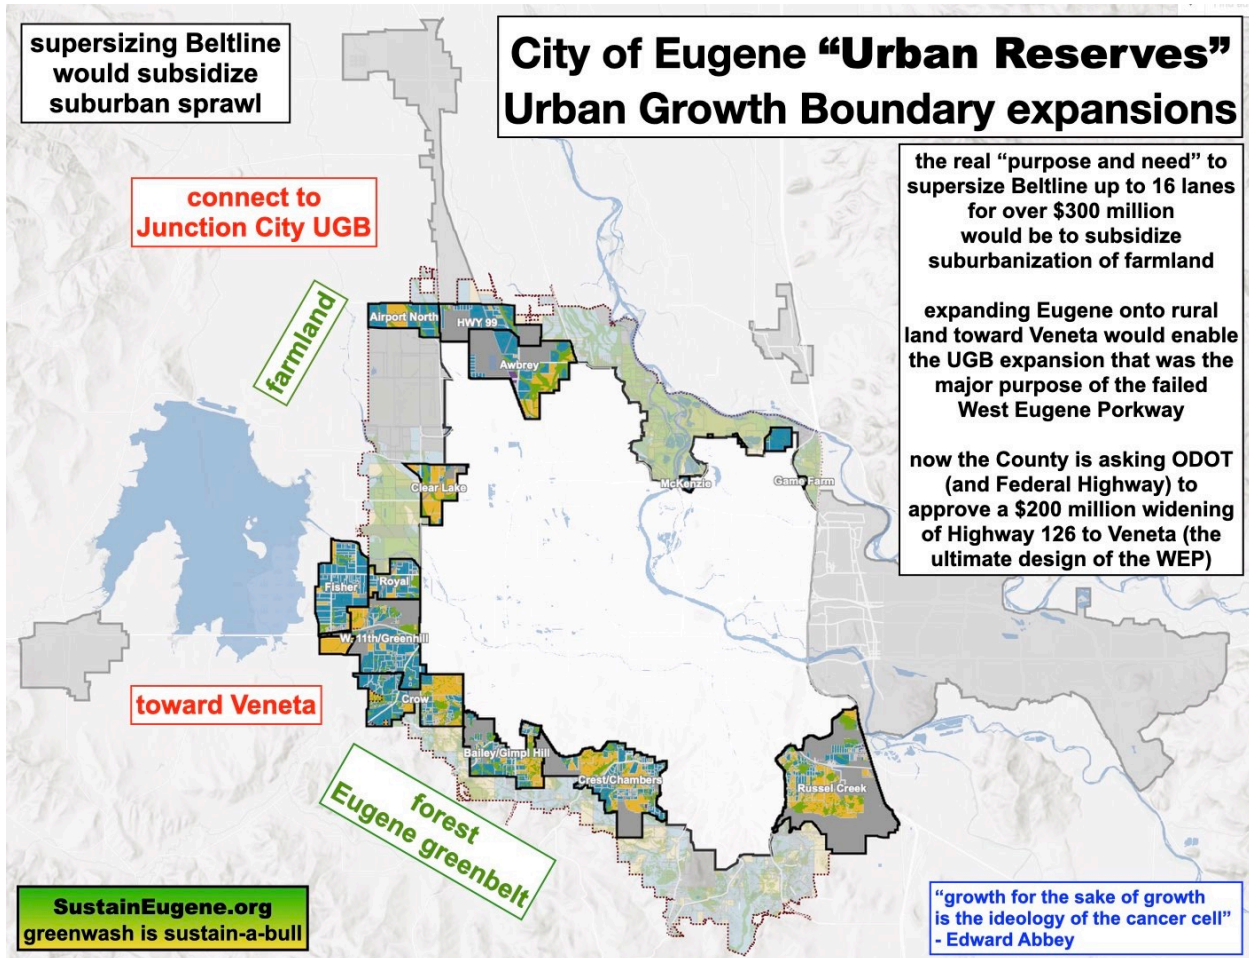 supersizing Beltline
would subsidize
suburban sprawl
City of Eugene “Urban Reserves”
Urban Growth Boundary expansions
the real “purpose and need” to
supersize Beltline up to 16 lanes
for over $300 million
would be to subsidize
suburbanization of farmland
expanding Eugene onto rural
land toward Veneta would enable
the UGB expansion that was the
major purpose of the failed
West Eugene Porkway
now the County is asking ODOT
(and Federal Highway) to
approve a $200 million widening
of Highway 126 to Veneta (the
ultimate design of the WEP)
connect to
Junction City UGB
farmland
Airport North
HWY 99
Awbrey
Clear Lake
McKenzie
Game Farm
Fisher
Royal
W. 11th/Greenhill
Crow
toward Veneta
Bailey/Gimpl Hill
Crest/Chambers
Russel Creek
forest
Eugene greenbelt
SustainEugene.org
greenwash is sustain-a-bull
“growth for the sake of growth
is the ideology of the cancer cell”
- Edward Abbey